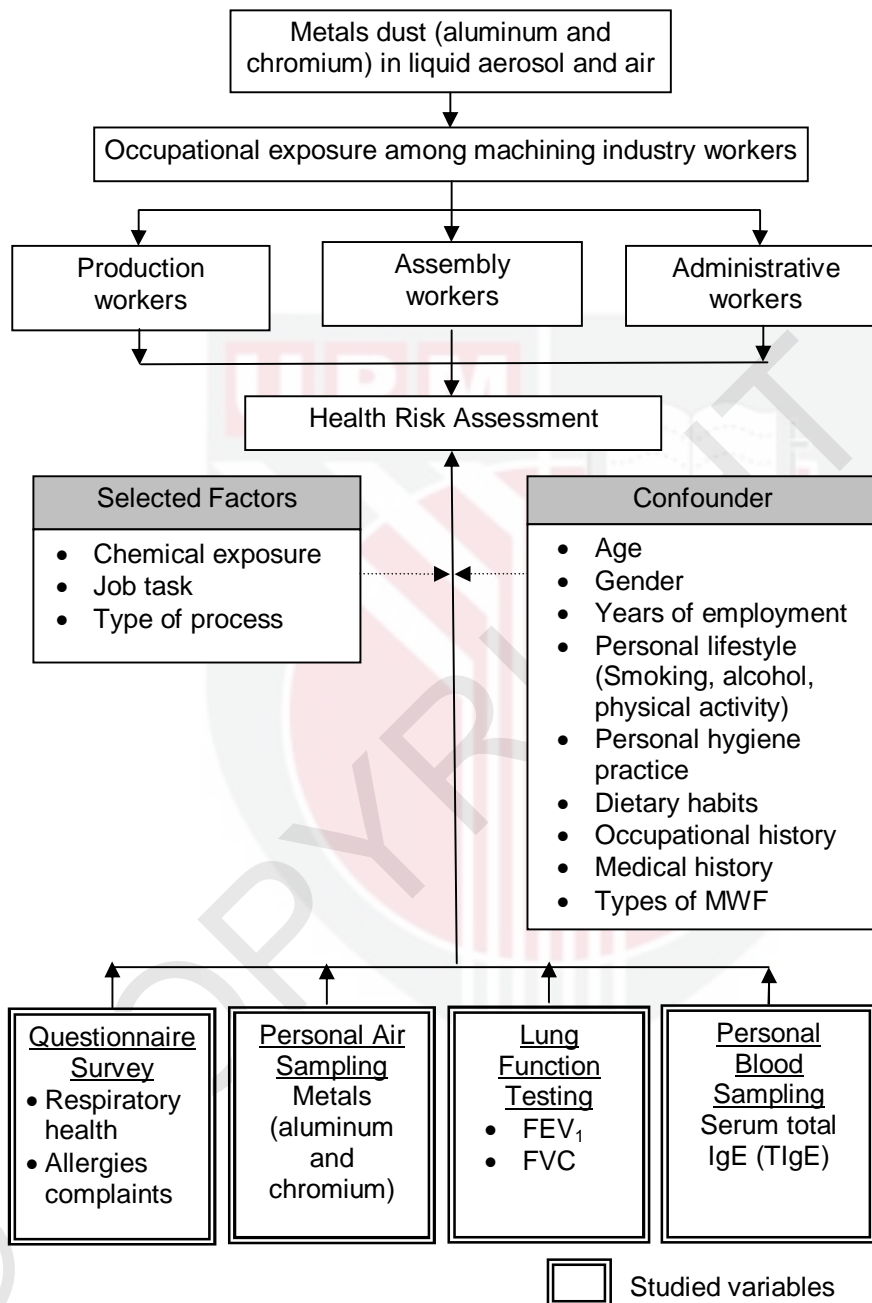 Metals dust (aluminum and
chromium) in liquid aerosol and air
Occupational exposure among machining industry workers
Production
workers
Assembly
workers
Administrative
workers
UPM
Health Risk Assessment
Selected Factors
• Chemical exposure
• Job task
• Type of process
Confounder
• Age
• Gender
• Years of employment
• Personal lifestyle
(Smoking, alcohol,
physical activity)
• Personal hygiene
practice
• Dietary habits
• Occupational history
• Medical history
• Types of MWF
Questionnaire
Survey
• Respiratory
health
• Allergies
complaints
Personal Air
Sampling
Metals
(aluminum
and
chromium)
Lung
Function
Testing
• FEV₁
• FVC
Personal
Blood
Sampling
Serum total
IgE (TIgE)
Studied variables
COPYRIGHT